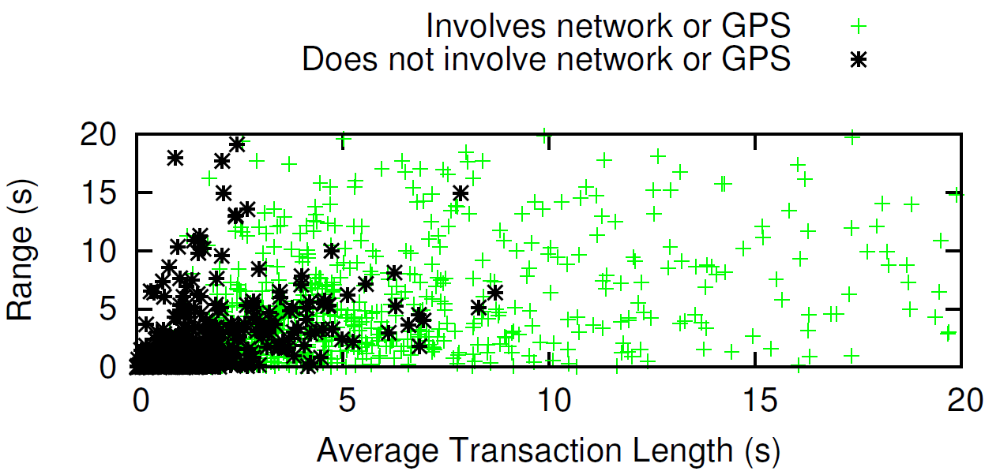 Involves network or GPS
Does not involve network or GPS
20
15
10
5
0
Range (s)
0 5 10 15 20
Average Transaction Length (s)